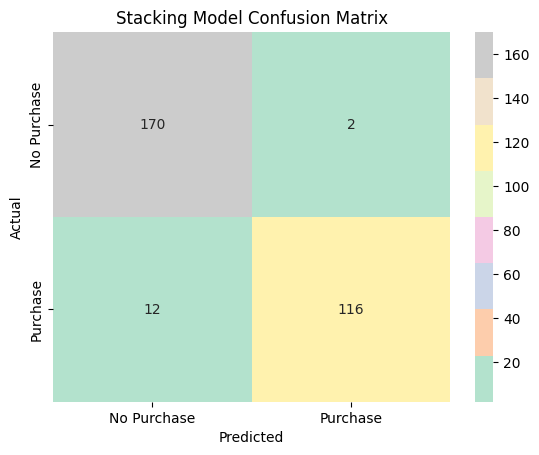 Stacking Model Confusion Matrix
Actual
No Purchase
Purchase
170
2
12
116
No Purchase
Purchase
Predicted
160
140
120
100
80
60
40
20